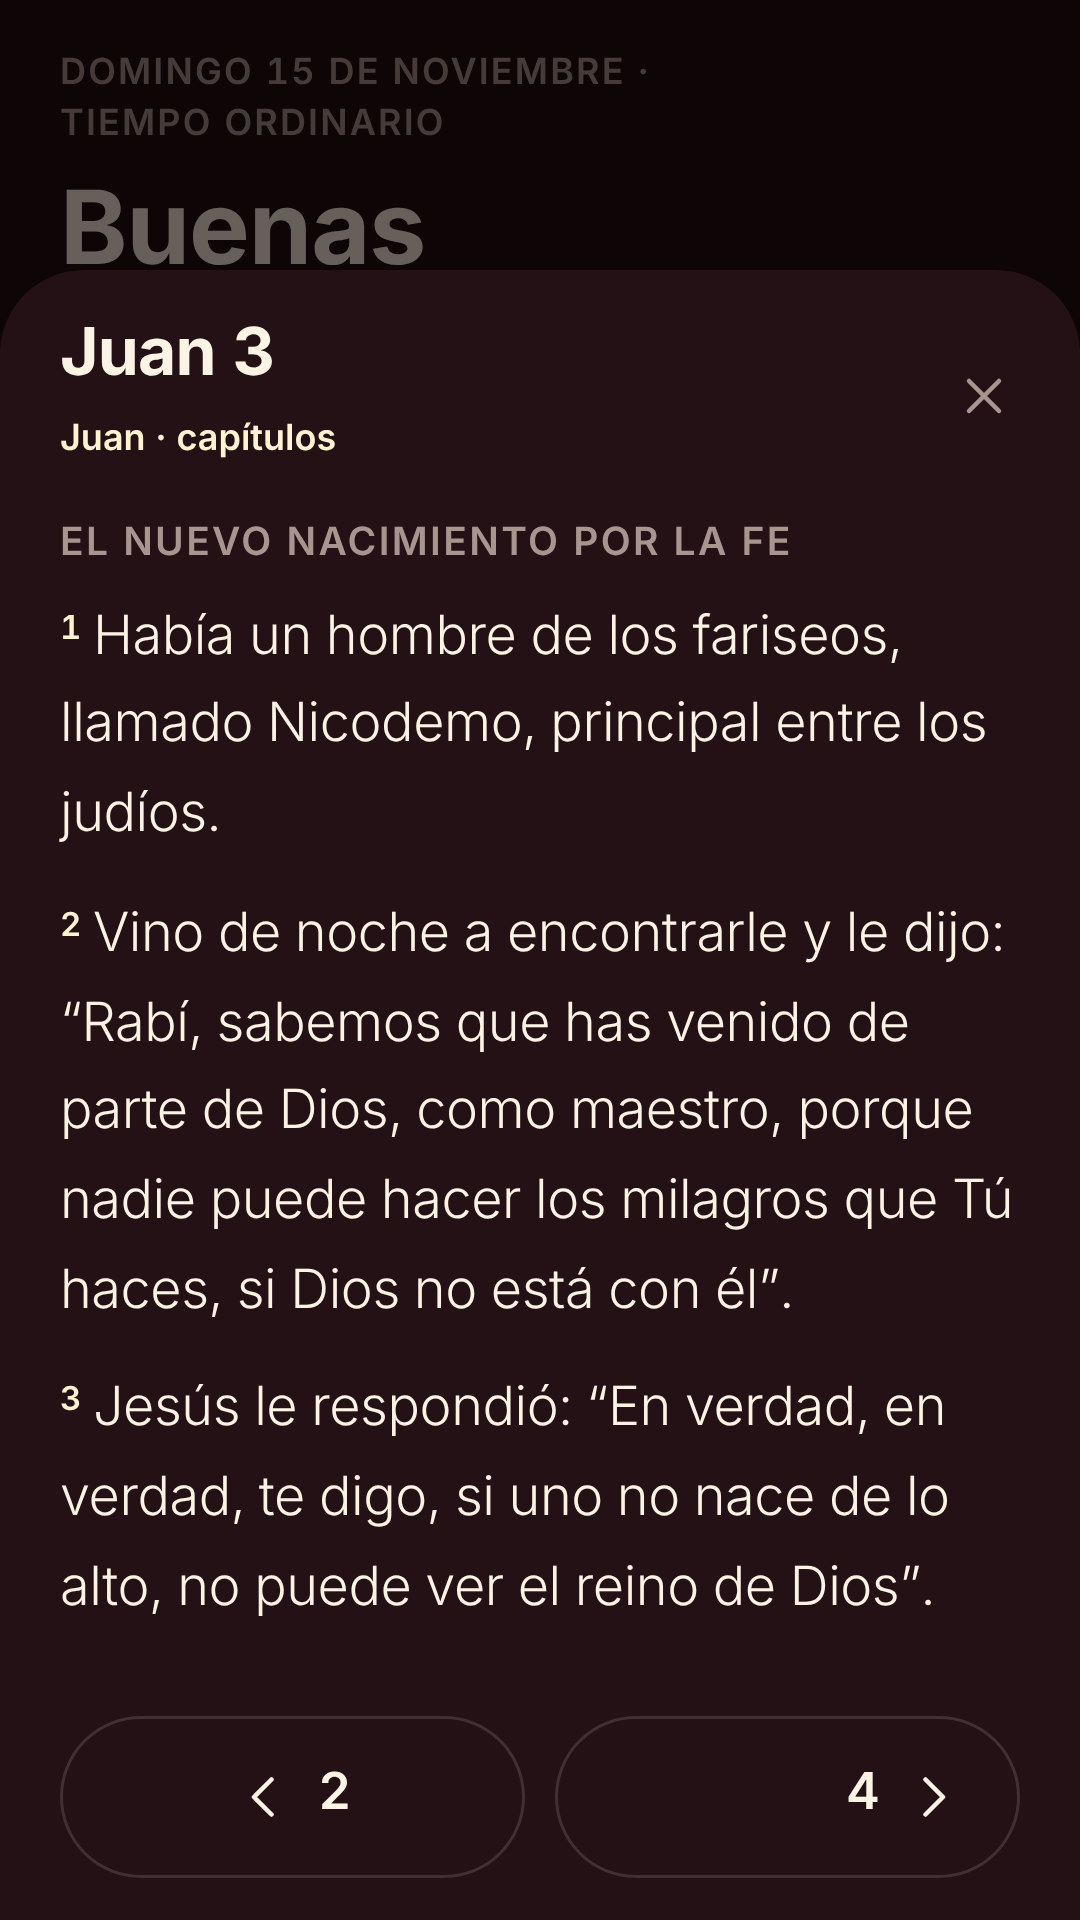 DOMINGO 15 DE NOVIEMBRE ·
TIEMPO ORDINARIO
Buenas
Juan 3
Juan · capítulos
EL NUEVO NACIMIENTO POR LA FE
1 Había un hombre de los fariseos,
llamado Nicodemo, principal entre los
judíos.
2 Vino de noche a encontrarle y le dijo:
“Rabí, sabemos que has venido de
parte de Dios, como maestro, porque
nadie puede hacer los milagros que Tú
haces, si Dios no está con él”.
3 Jesús le respondió: “En verdad, en
verdad, te digo, si uno no nace de lo
alto, no puede ver el reino de Dios”.
2
4